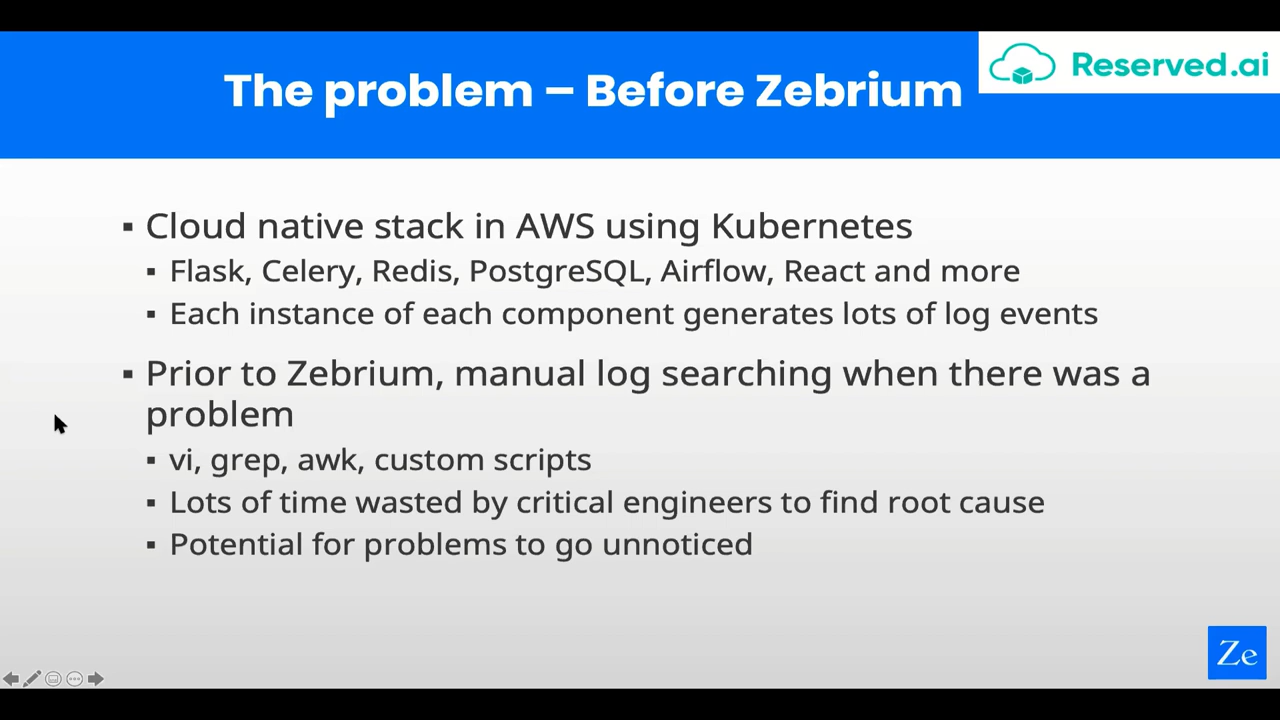 The problem – Before Zebrium
Reserved.ai
▪ Cloud native stack in AWS using Kubernetes
▪ Flask, Celery, Redis, PostgreSQL, Airflow, React and more
▪ Each instance of each component generates lots of log events
▪ Prior to Zebrium, manual log searching when there was a
problem
▪ vi, grep, awk, custom scripts
▪ Lots of time wasted by critical engineers to find root cause
▪ Potential for problems to go unnoticed
Ze